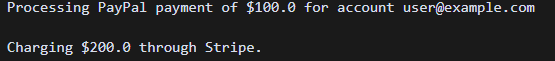 Processing PayPal payment of $100.0 for account user@example.com
Charging $200.0 through Stripe.